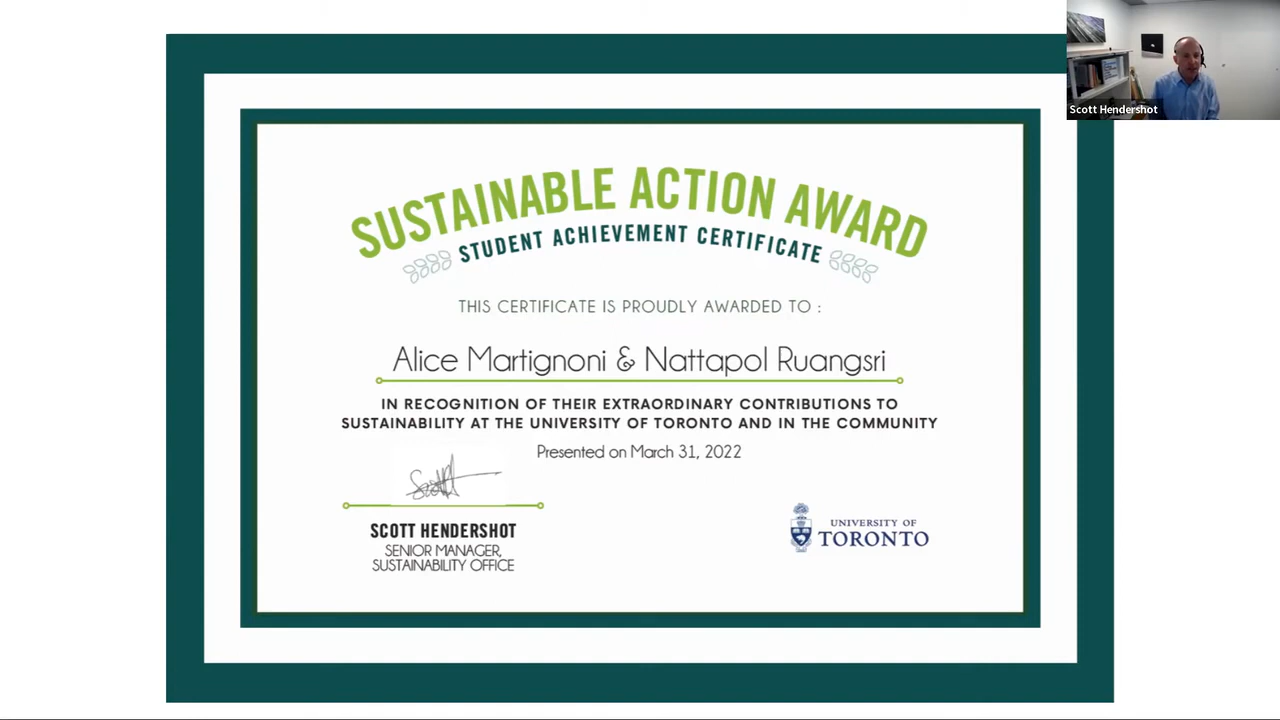 Scott Hendershot
SUSTAINABLE ACTION AWARD
STUDENT ACHIEVEMENT CERTIFICATE
THIS CERTIFICATE IS PROUDLY AWARDED TO :
Alice Martignoni & Nattapol Ruangsri
IN RECOGNITION OF THEIR EXTRAORDINARY CONTRIBUTIONS TO
SUSTAINABILITY AT THE UNIVERSITY OF TORONTO AND IN THE COMMUNITY
Presented on March 31, 2022
SCOTT HENDERSHOT
SENIOR MANAGER,
SUSTAINABILITY OFFICE
UNIVERSITY OF
TORONTO